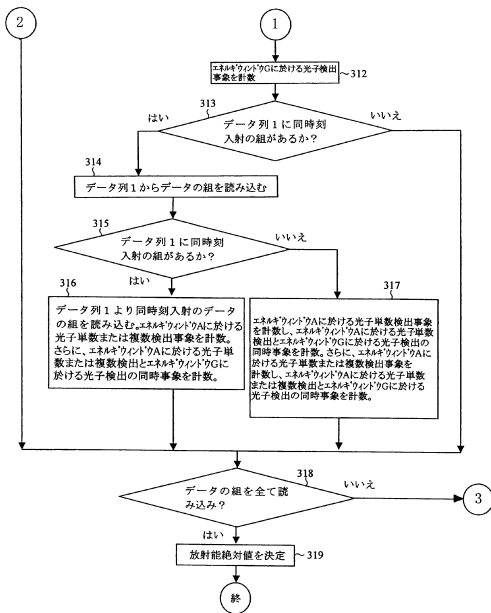 2
1
エネルギウィンドウGに於ける光子検出
事象を計数
312
313
はい
いいえ
データ列1に同時刻
入射の組があるか?
314
データ列1からデータの組を読み込む
315
いいえ
データ列1に同時刻
入射の組があるか?
はい
316
データ列1より同時刻入射のデータ
の組を読み込む。エネルギウィンドウAに於ける
光子単数または複数検出事象を計数。
さらに、エネルギウィンドウAに於ける光子単
数または複数検出とエネルギウィンドウGに
於ける光子検出の同時事象を計数。
317
エネルギウィンドウAに於ける光子単数検出事象
を計数し、エネルギウィンドウAに於ける光子単
数検出とエネルギウィンドウGに於ける光子検出の
同時事象を計数。さらに、エネルギウィンドウAに
於ける光子単数または複数検出事象を
計数し、エネルギウィンドウAに於ける光子単数
または複数検出とエネルギウィンドウGに於ける
光子検出の同時事象を計数。
318
いいえ
データの組を全て読
み込み?
3
はい
放射能絶対値を決定
319
終